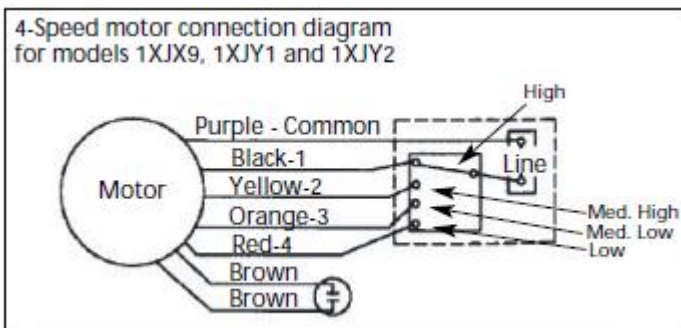 4-Speed motor connection diagram
for models 1XJX9, 1XJY1 and 1XJY2
High
Purple - Common
Black-1
Line
Yellow-2
Motor
Orange-3
Med. High
Med. Low
Red-4
Low
Brown
Brown